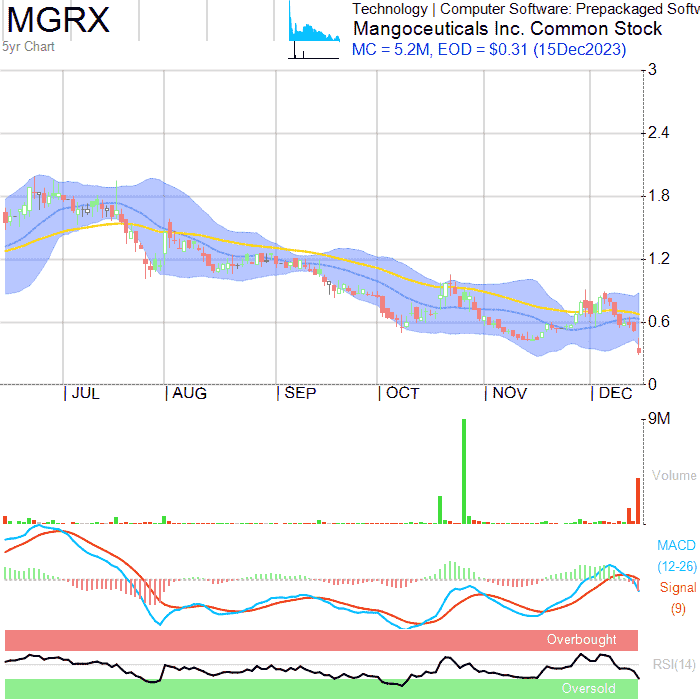 MGRX
5yr Chart
Technology | Computer Software: Prepackaged Softw
Mangoceuticals Inc. Common Stock
MC = 5.2M, EOD = $0.31 (15Dec2023)
3
2.4
1.8
1.2
0.6
0
| JUL | AUG | SEP | OCT | NOV | DEC |
9M
Volume
MACD
(12-26)
Signal
(9)
Overbought
RSI(14)
Oversold